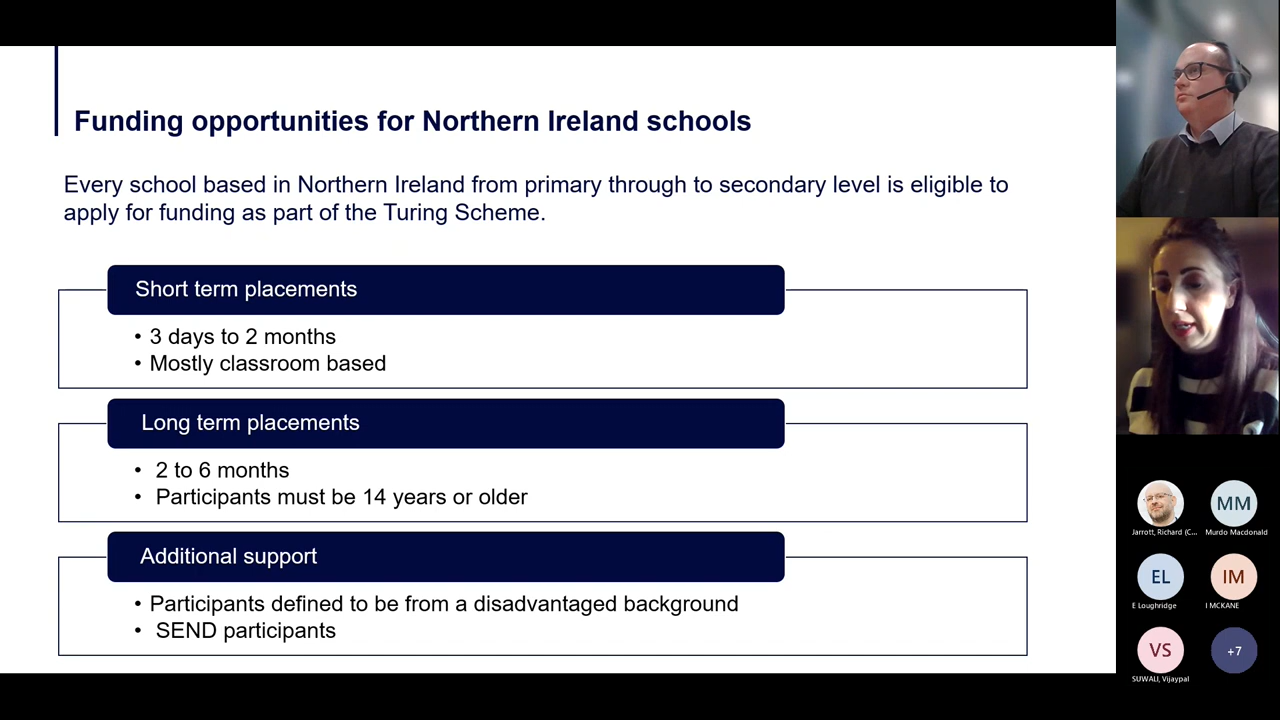 Funding opportunities for Northern Ireland schools
Every school based in Northern Ireland from primary through to secondary level is eligible to
apply for funding as part of the Turing Scheme.
Short term placements
• 3 days to 2 months
• Mostly classroom based
Long term placements
• 2 to 6 months
• Participants must be 14 years or older
Additional support
• Participants defined to be from a disadvantaged background
• SEND participants
MM
Jarrott, Richard (C...
Murdo Macdonald
EL
IM
E Loughridge
I MCKANE
VS
+7
SUWALI, Vijaypal